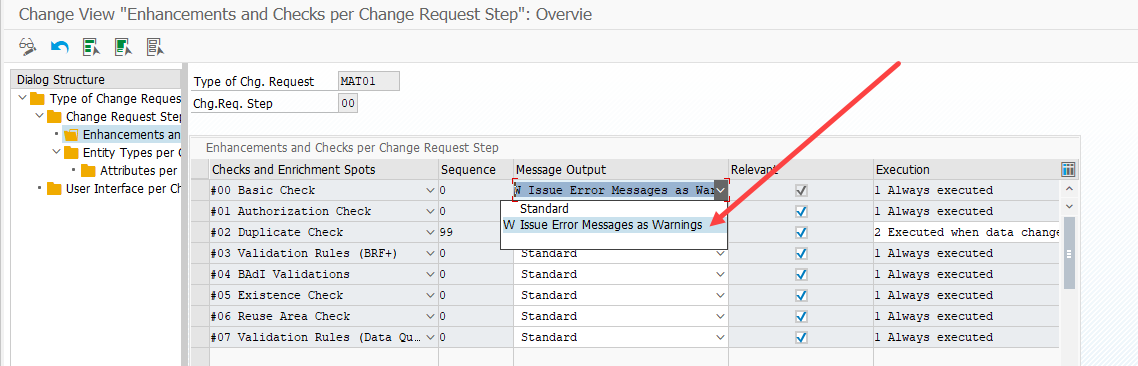 Change View "Enhancements and Checks per Change Request Step": Overvie
Dialog Structure
Type of Change Reques
Change Request Step
Enhancements an
Entity Types per C
Attributes per
User Interface per Ch
Type of Chg. Request MAT01
Chg.Req. Step 00
Enhancements and Checks per Change Request Step
Checks and Enrichment Spots Sequence Message Output Relevant Execution
#00 Basic Check 0 W Issue Error Messages as War 1 Always executed
#01 Authorization Check 0 Standard 1 Always executed
#02 Duplicate Check 99 W Issue Error Messages as Warnings 2 Executed when data change
#03 Validation Rules (BRF+) 0 Standard 1 Always executed
#04 BAdI Validations 0 Standard 1 Always executed
#05 Existence Check 0 Standard 1 Always executed
#06 Reuse Area Check 0 Standard 1 Always executed
#07 Validation Rules (Data Qu... 0 Standard 1 Always executed